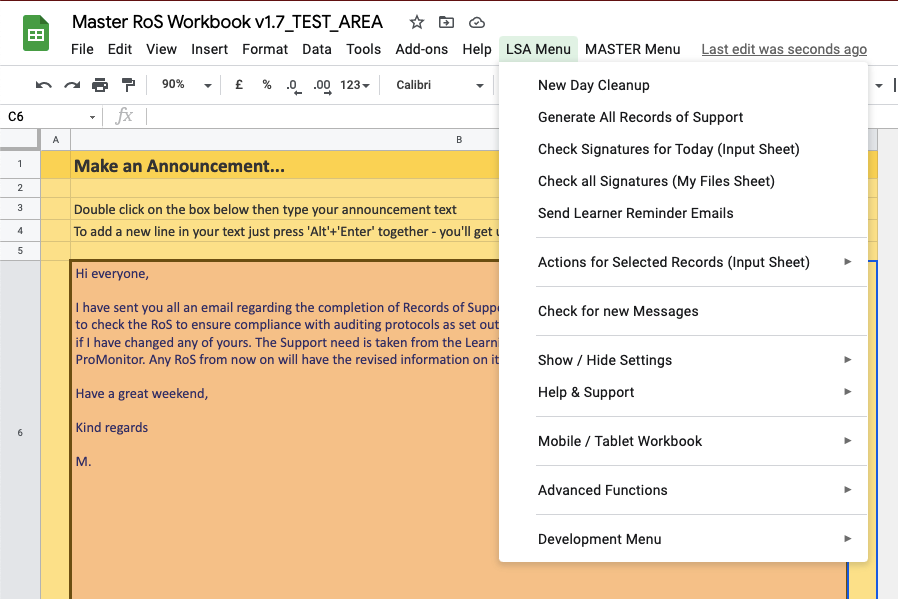 Master RoS Workbook v1.7_TEST_AREA
File Edit View Insert Format Data Tools Add-ons Help LSA Menu MASTER Menu Last edit was seconds ago
90% £ % .0 .00 123 Calibri
C6 fx
A B
1 Make an Announcement...
2
3 Double click on the box below then type your announcement text
4 To add a new line in your text just press 'Alt'+'Enter' together - you'll get
5
6
Hi everyone,
I have sent you all an email regarding the completion of Records of Supp
to check the RoS to ensure compliance with auditing protocols as set out
if I have changed any of yours. The Support need is taken from the Learn
ProMonitor. Any RoS from now on will have the revised information on it
Have a great weekend,
Kind regards
M.
New Day Cleanup
Generate All Records of Support
Check Signatures for Today (Input Sheet)
Check all Signatures (My Files Sheet)
Send Learner Reminder Emails
Actions for Selected Records (Input Sheet)
Check for new Messages
Show / Hide Settings
Help & Support
Mobile / Tablet Workbook
Advanced Functions
Development Menu